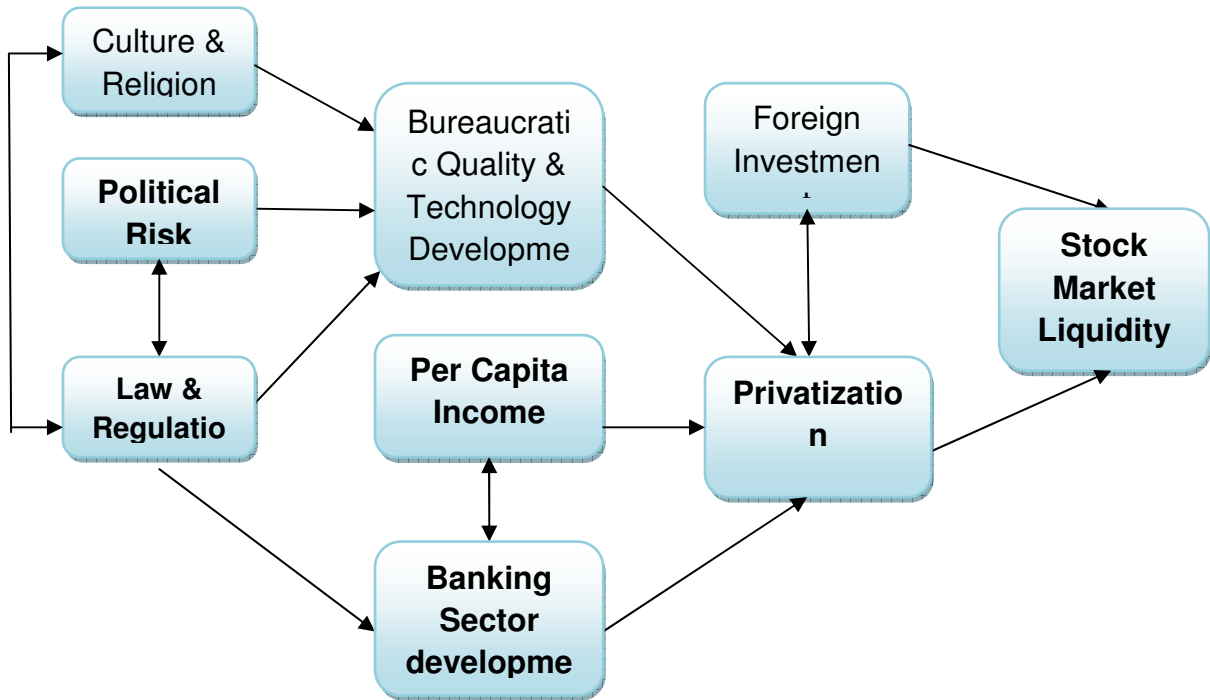 Culture &
Religion
Political
Risk
Law &
Regulatio
Bureaucrati
c Quality &
Technology
Developme
Per Capita
Income
Banking
Sector
developme
Foreign
Investmen
Privatizatio
n
Stock
Market
Liquidity